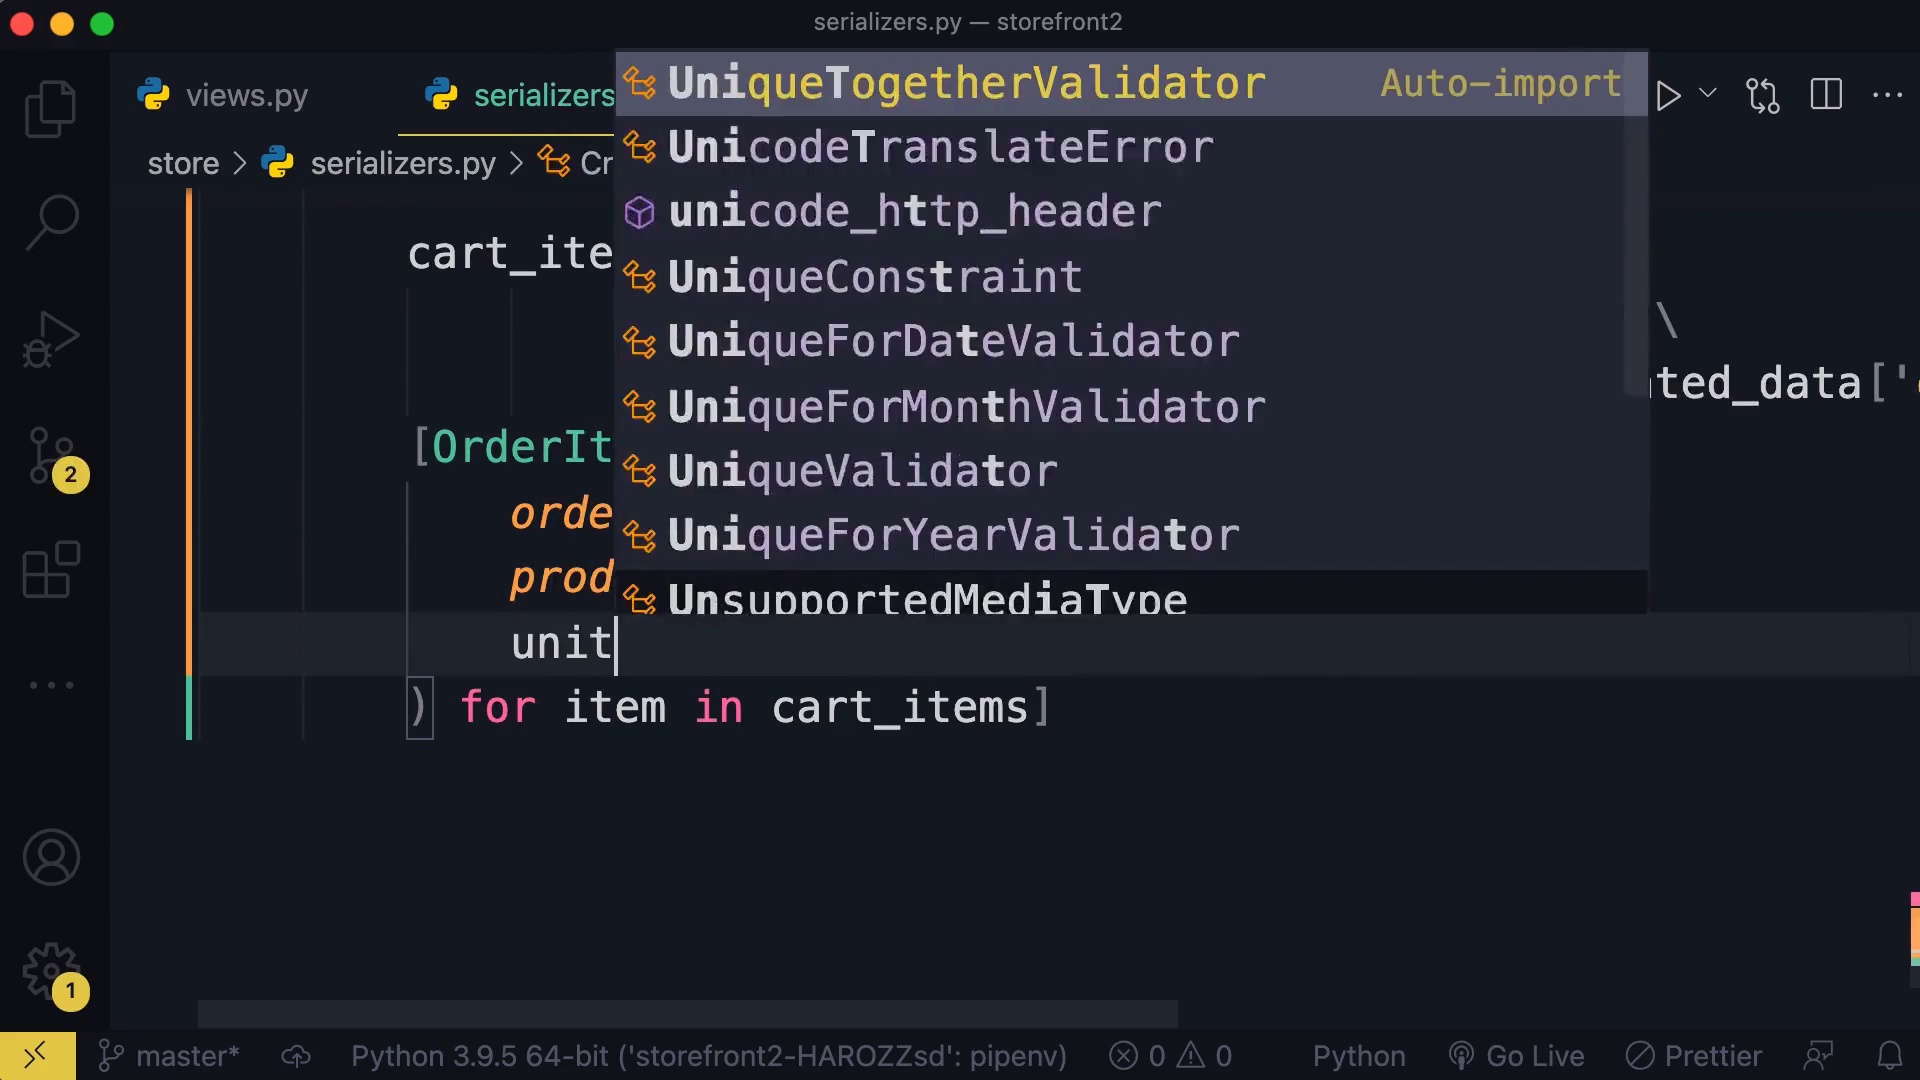 serializers.py — storefront2
views.py
serializers
store > serializers.py > Cr
UniqueTogetherValidator Auto-import
UnicodeTranslateError
unicode_http_header
UniqueConstraint
UniqueForDateValidator
UniqueForMonthValidator
UniqueValidator
UniqueForYearValidator
UnsupportedMediaType
cart_ite
\
ted_data['
[OrderIt
orde
prod
unit
) for item in cart_items]
2
1
master* Python 3.9.5 64-bit ('storefront2-HAROZZsd': pipenv) 0 0 Python Go Live Prettier